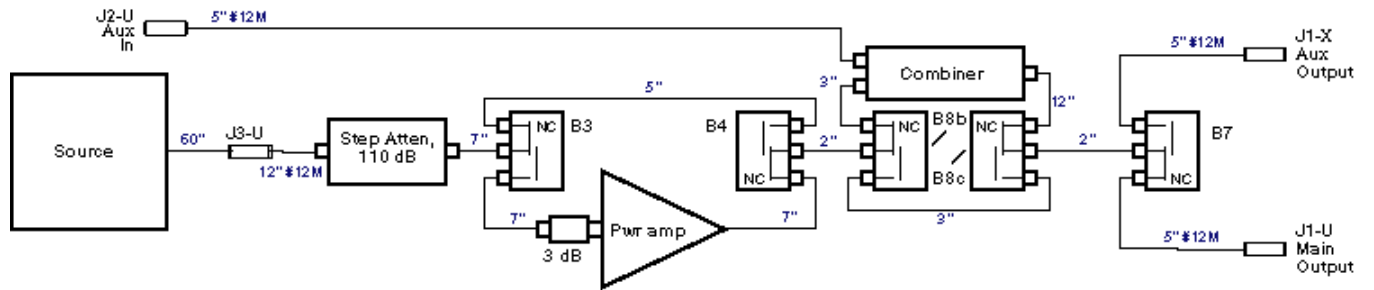 J2-U
Aux
In
5" #12M
Source
60"
J3-U
12" #12M
Step Atten,
110 dB
7"
5"
NC
B3
7"
3 dB
Pwr amp
7"
B4
NC
2"
3"
Combiner
12"
NC
B8b
B8c
NC
3"
2"
B7
NC
5" #12M
J1-X
Aux
Output
5" #12M
J1-U
Main
Output